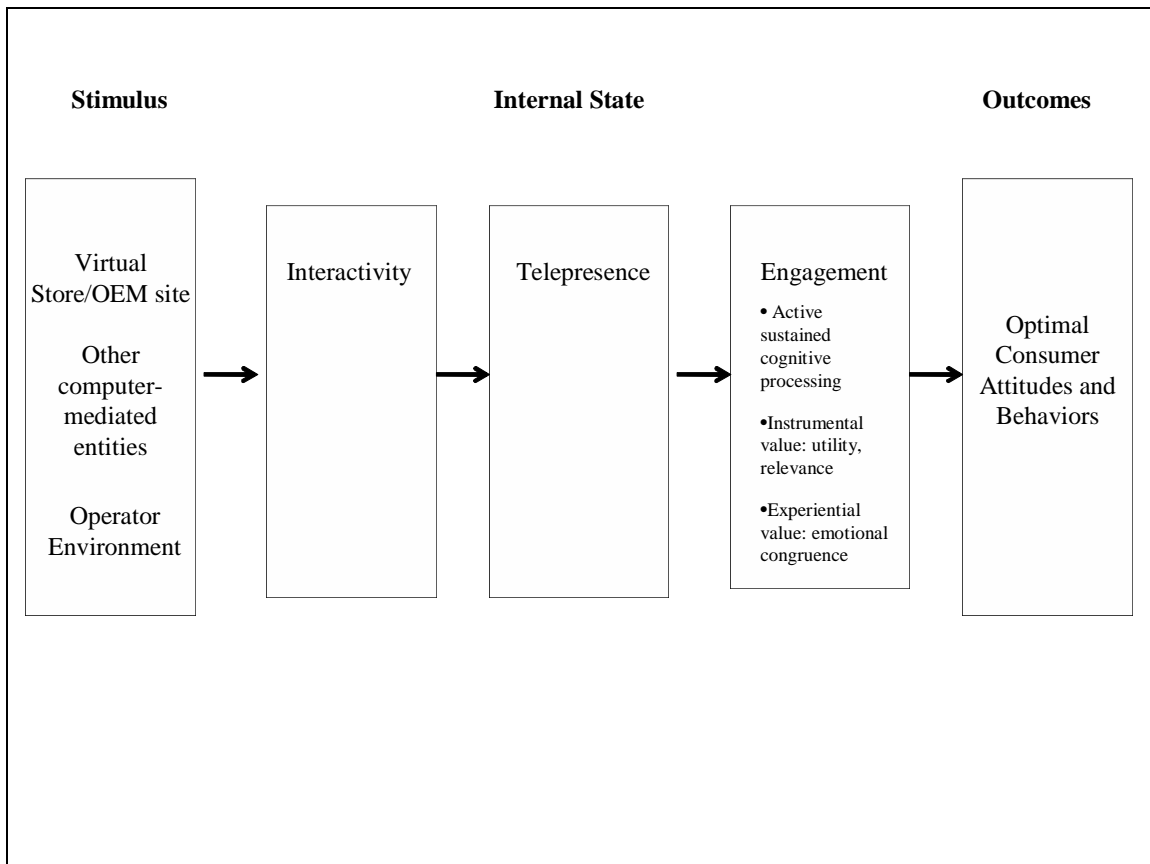 Stimulus
Internal State
Outcomes
Virtual
Store/OEM site
Other
computer-
mediated
entities
Operator
Environment
Interactivity
Telepresence
Engagement
• Active
sustained
cognitive
processing
•Instrumental
value: utility,
relevance
•Experiential
value: emotional
congruence
Optimal
Consumer
Attitudes and
Behaviors